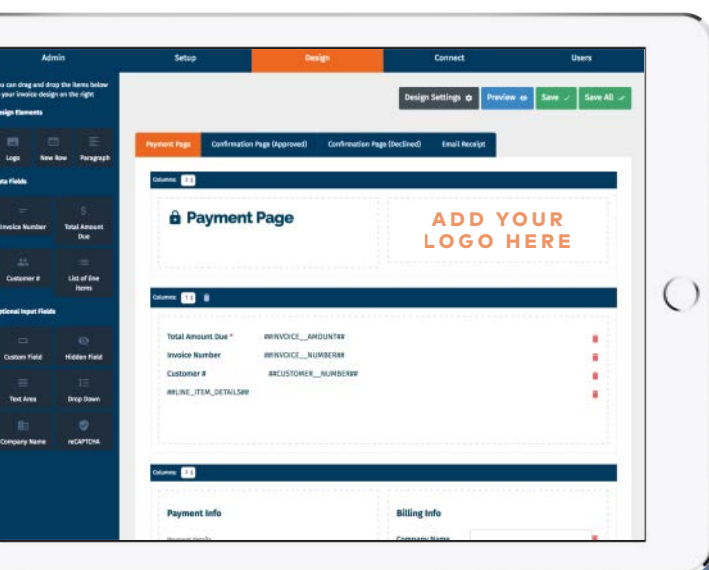 Admin
Setup
Design
Connect
Users
ou can drag and drop the items below
your invoice design on the right
esign Elements
Logo
New Row
Paragraph
ata Fields
Invoice Number
Total Amount
Due
Customer #
List of line
Items
ptional Input Fields
Custom Field
Hidden Field
Text Area
Drop Down
Company Name
reCAPTCHA
Design Settings
Preview
Save
Save All
Payment Page
Confirmation Page (Approved)
Confirmation Page (Declined)
Email Receipt
Columns:
Payment Page
ADD YOUR
LOGO HERE
Columns: 1
Total Amount Due *
##INVOICE__AMOUNT##
Invoice Number
##INVOICE__NUMBER##
Customer #
##CUSTOMER__NUMBER##
##LINE_ITEM_DETAILS##
Columns:
Payment Info
Billing Info
Payment details
Company Name